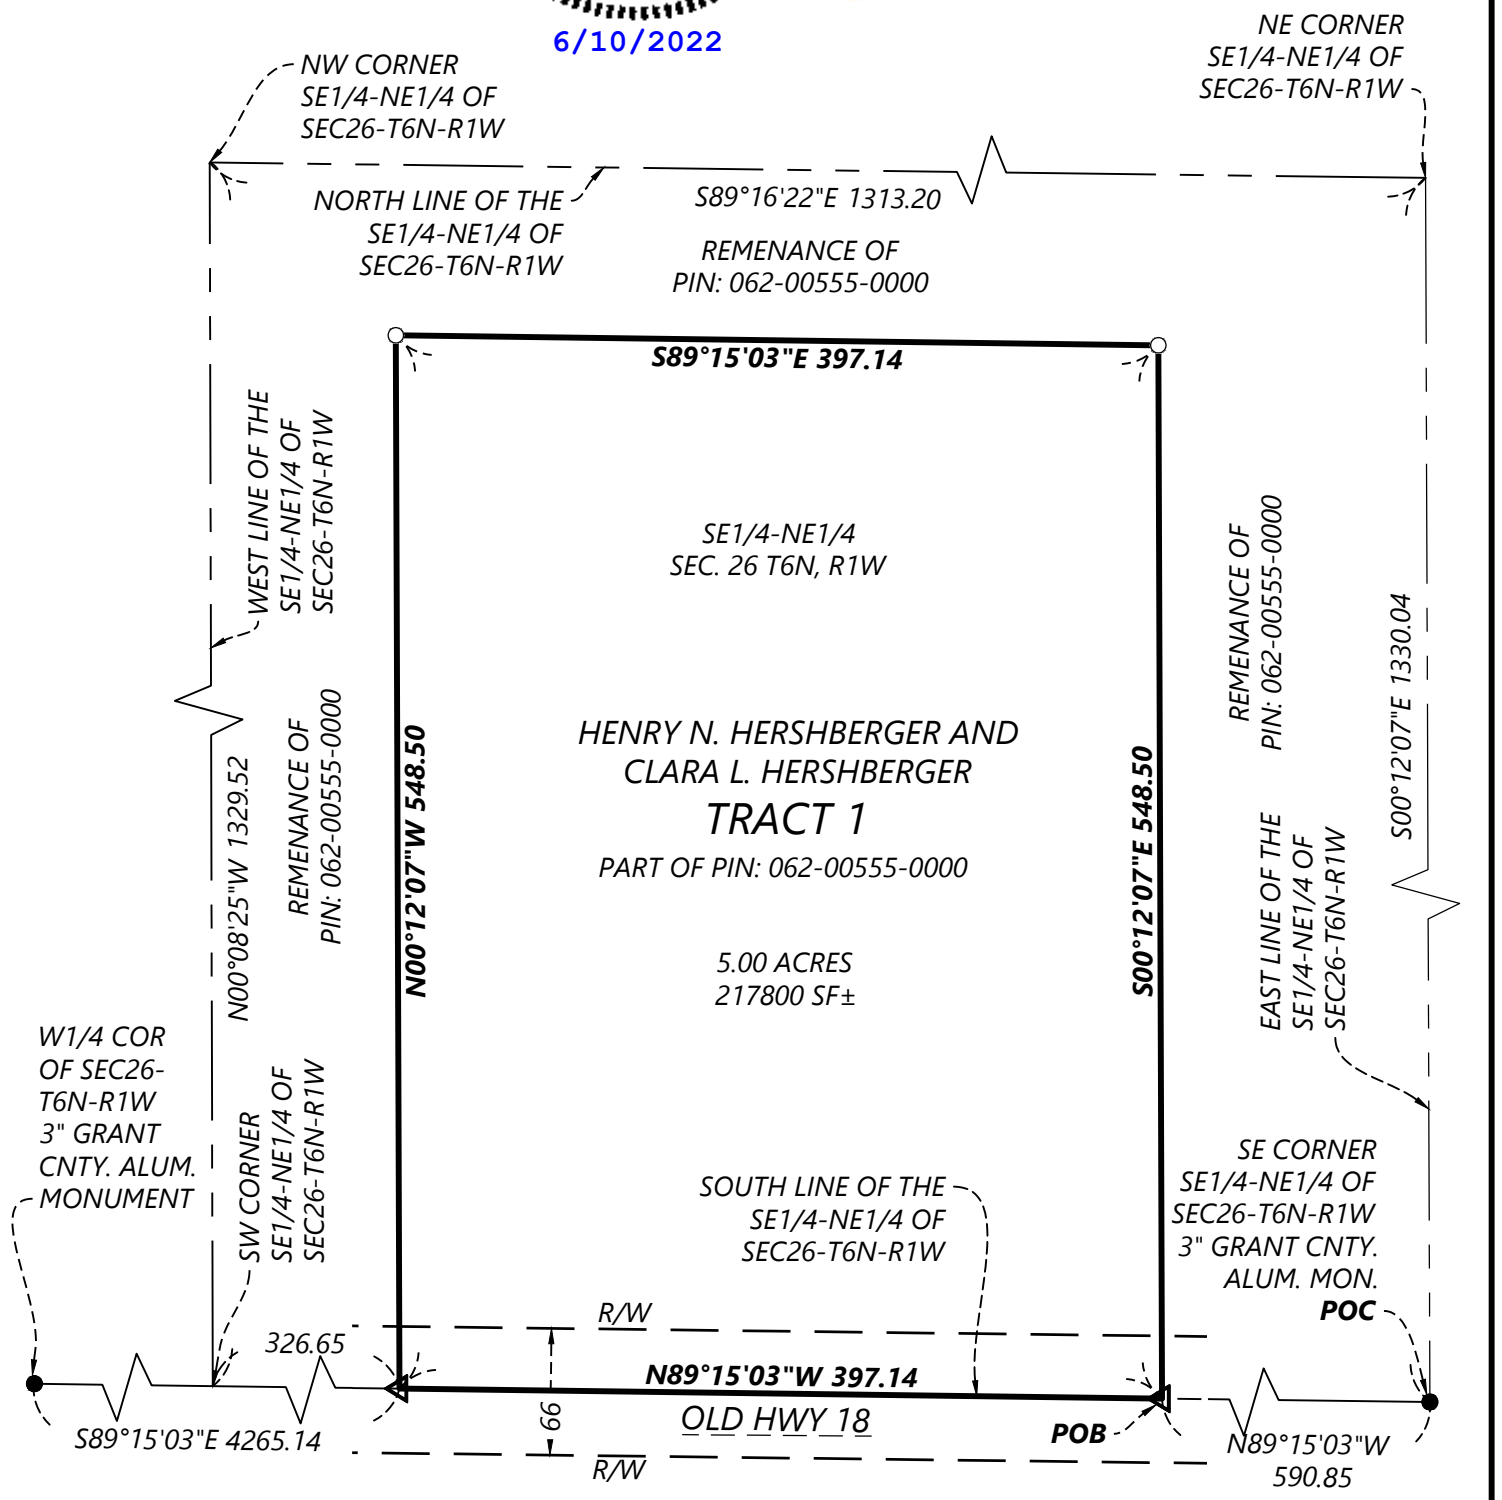 6/10/2022
NW CORNER
SE1/4-NE1/4 OF
SEC26-T6N-R1W
NE CORNER
SE1/4-NE1/4 OF
SEC26-T6N-R1W
NORTH LINE OF THE
SE1/4-NE1/4 OF
SEC26-T6N-R1W
S89°16'22"E 1313.20
REMENANCE OF
PIN: 062-00555-0000
S89°15'03"E 397.14
WEST LINE OF THE
SE1/4-NE1/4 OF
SEC26-T6N-R1W
SE1/4-NE1/4
SEC. 26 T6N, R1W
REMENANCE OF
PIN: 062-00555-0000
S00°12'07"E 1330.04
N00°08'25"W 1329.52
REMENANCE OF
PIN: 062-00555-0000
N00°12'07"W 548.50
HENRY N. HERSHBERGER AND
CLARA L. HERSHBERGER
TRACT 1
PART OF PIN: 062-00555-0000
5.00 ACRES
217800 SF±
S00°12'07"E 548.50
EAST LINE OF THE
SE1/4-NE1/4 OF
SEC26-T6N-R1W
W1/4 COR
OF SEC26-
T6N-R1W
3" GRANT
CNTY. ALUM.
MONUMENT
SW CORNER
SE1/4-NE1/4 OF
SEC26-T6N-R1W
SOUTH LINE OF THE
SE1/4-NE1/4 OF
SEC26-T6N-R1W
SE CORNER
SE1/4-NE1/4 OF
SEC26-T6N-R1W
3" GRANT CNTY.
ALUM. MON.
POC
R/W
326.65
N89°15'03"W 397.14
66
OLD HWY 18
POB
S89°15'03"E 4265.14
N89°15'03"W
590.85
R/W